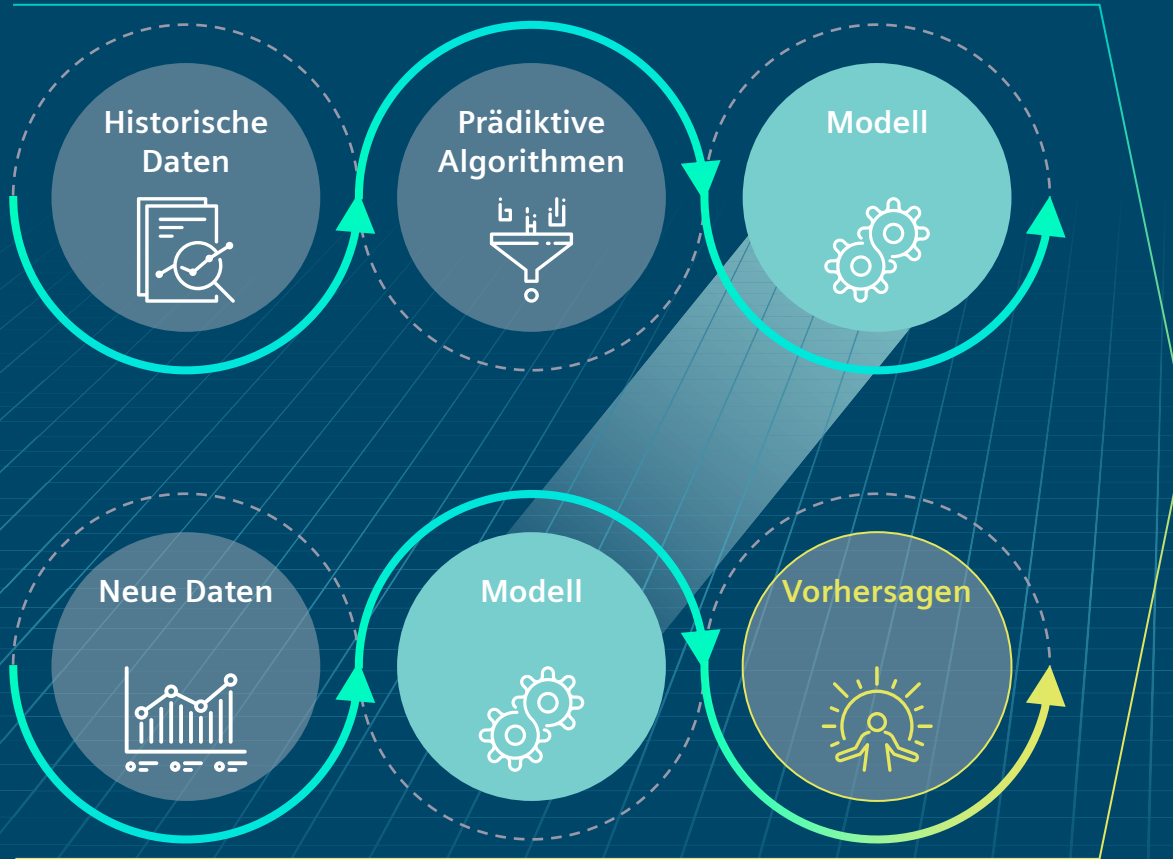 Historische
Daten
Prädiktive
Algorithmen
Modell
Neue Daten
Modell
Vorhersagen